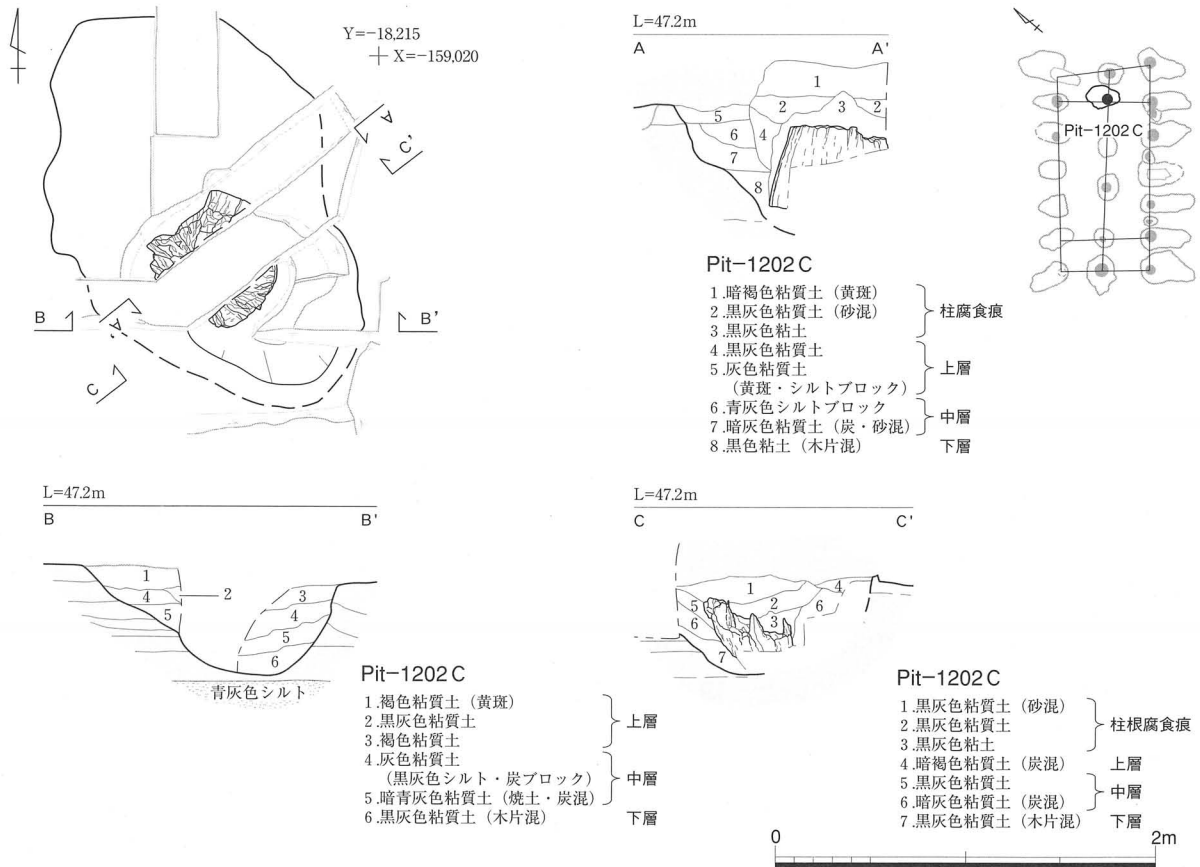 Y=−18,215
X=−159,020
A
C'
B
B'
A'
C
L=47.2m
A
A'
1
2
3
2
5
4
6
7
8
Pit−1202C
Pit−1202C
1.暗褐色粘質土（黄斑）
2.黒灰色粘質土（砂混）
3.黒灰色粘土
柱腐食痕
4.黒灰色粘質土
5.灰色粘質土
（黄斑・シルトブロック）
上層
6.青灰色シルトブロック
7.暗灰色粘質土（炭・砂混）
中層
8.黒色粘土（木片混）
下層
L=47.2m
B
B'
1
2
4
5
3
4
5
6
青灰色シルト
Pit−1202C
1.褐色粘質土（黄斑）
2.黒灰色粘質土
3.褐色粘質土
上層
4.灰色粘質土
（黒灰色シルト・炭ブロック）
5.暗青灰色粘質土（焼土・炭混）
中層
6.黒灰色粘質土（木片混）
下層
L=47.2m
C
C'
1
4
5
2
6
6
3
7
Pit−1202C
1.黒灰色粘質土（砂混）
2.黒灰色粘質土
3.黒灰色粘土
柱根腐食痕
4.暗褐色粘質土（炭混）
上層
5.黒灰色粘質土
6.暗灰色粘質土（炭混）
中層
7.黒灰色粘質土（木片混）
下層
0
2m